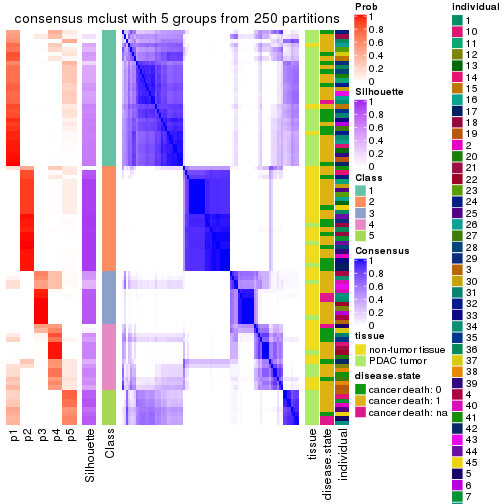 consensus mclust with 5 groups from 250 partitions
p1
p2
p3
p4
p5
Silhouette
Class
tissue
disease.state
individual
Prob
1
0.8
0.6
0.4
0.2
0
Silhouette
1
0.8
0.6
0.4
0.2
0
Class
1
2
3
4
5
Consensus
1
0.8
0.6
0.4
0.2
0
tissue
non-tumor tissue
PDAC tumor
disease.state
cancer death: 0
cancer death: 1
cancer death: na
individual
1
10
11
12
13
14
15
16
17
18
19
2
20
21
22
23
24
25
26
27
28
29
3
30
31
32
33
34
35
36
37
38
39
4
40
41
42
43
44
45
5
6
7